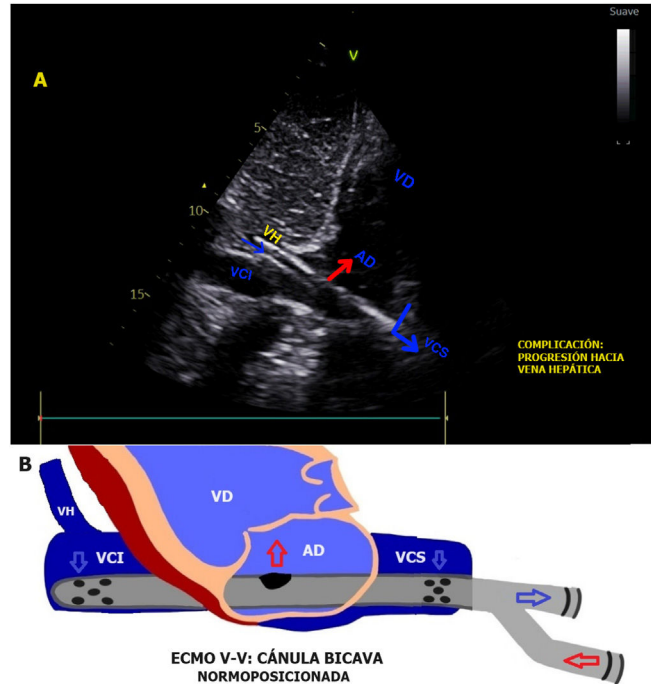 Suave
V
A
5
VD
10
VH
AD
VCI
15
VCS
COMPLICACIÓN:
PROGRESIÓN HACIA
VENA HEPÁTICA
B
VD
VH
VCI
AD
VCS
ECMO V-V: CÁNULA BICAVA
NORMOPOSICIONADA